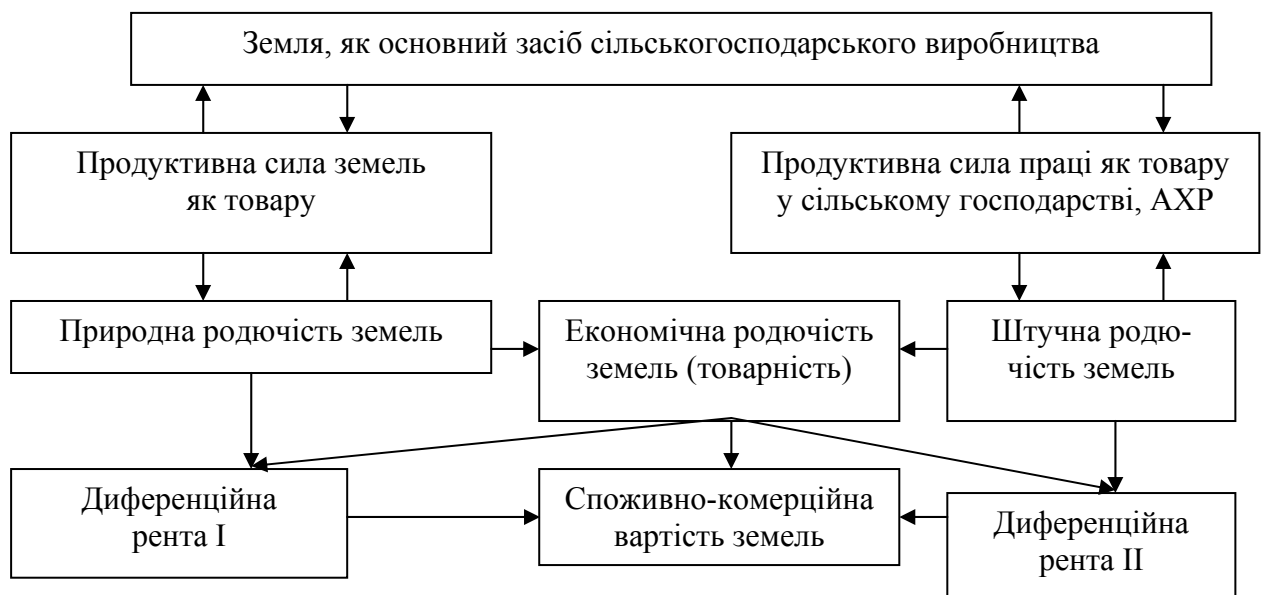 Земля, як основний засіб сільськогосподарського виробництва
Продуктивна сила земель
як товару
Продуктивна сила праці як товару
у сільському господарстві, АХР
Природна родючість земель
Економічна родючість
земель (товарність)
Штучна родю-
чість земель
Диференційна
рента I
Споживно-комерційна
вартість земель
Диференційна
рента II